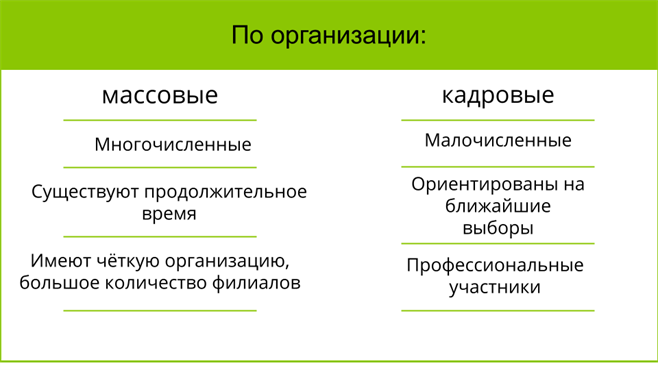 По организации:
массовые
Многочисленные
Существуют продолжительное
время
Имеют чёткую организацию,
большое количество филиалов
кадровые
Малочисленные
Ориентированы на
ближайшие
выборы
Профессиональные
участники